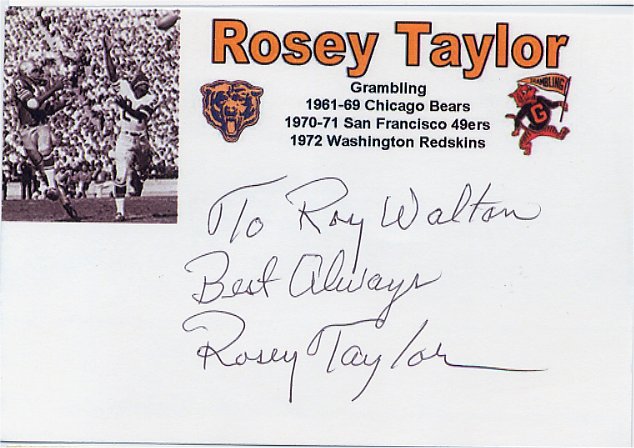 Rosey Taylor
Grambling
1961-69 Chicago Bears
1970-71 San Francisco 49ers
1972 Washington Redskins
GRAMBLING
G
To Roy Walton
Best Always
Rosey Taylor